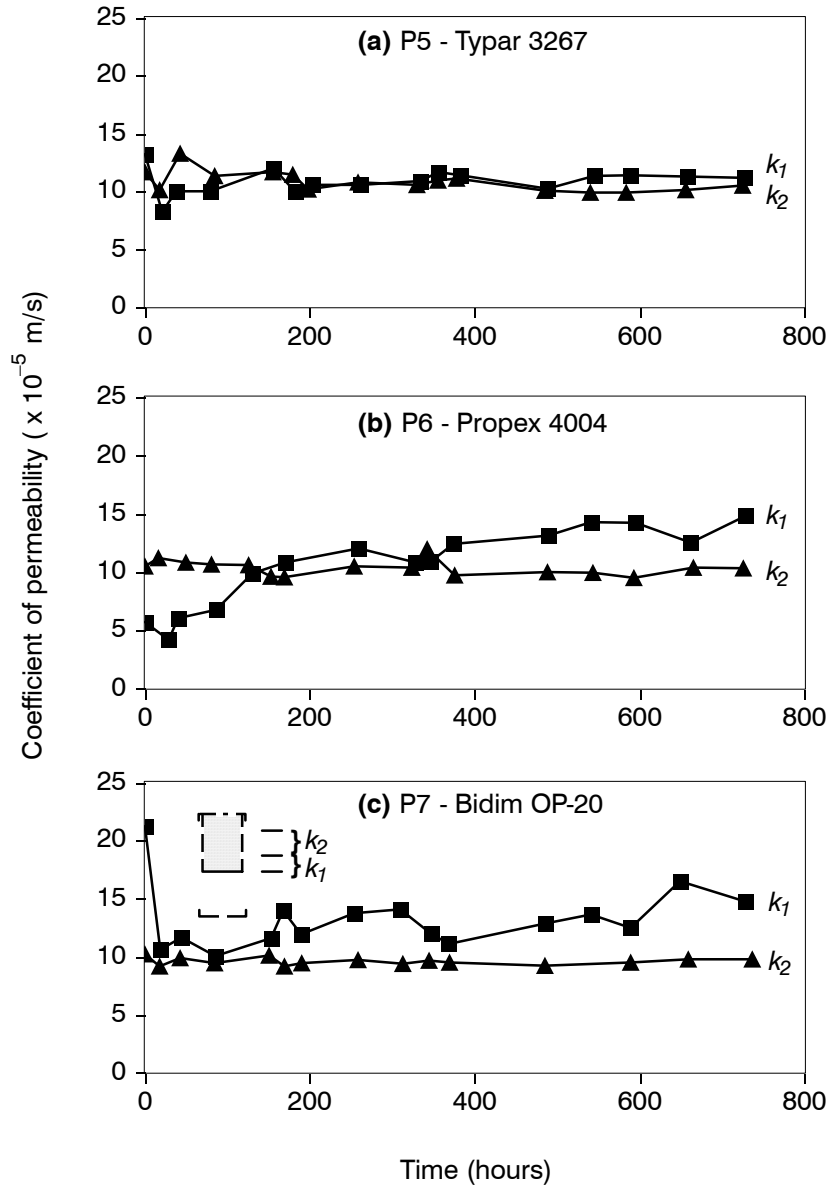 Coefficient of permeability ( x 10⁻⁵ m/s)
(a) P5 - Typar 3267
25
20
15
10
5
0
k1
k2
0 200 400 600 800
(b) P6 - Propex 4004
25
20
15
10
5
0
k1
k2
0 200 400 600 800
(c) P7 - Bidim OP-20
25
20
15
10
5
0
} k2
} k1
k1
k2
0 200 400 600 800
Time (hours)